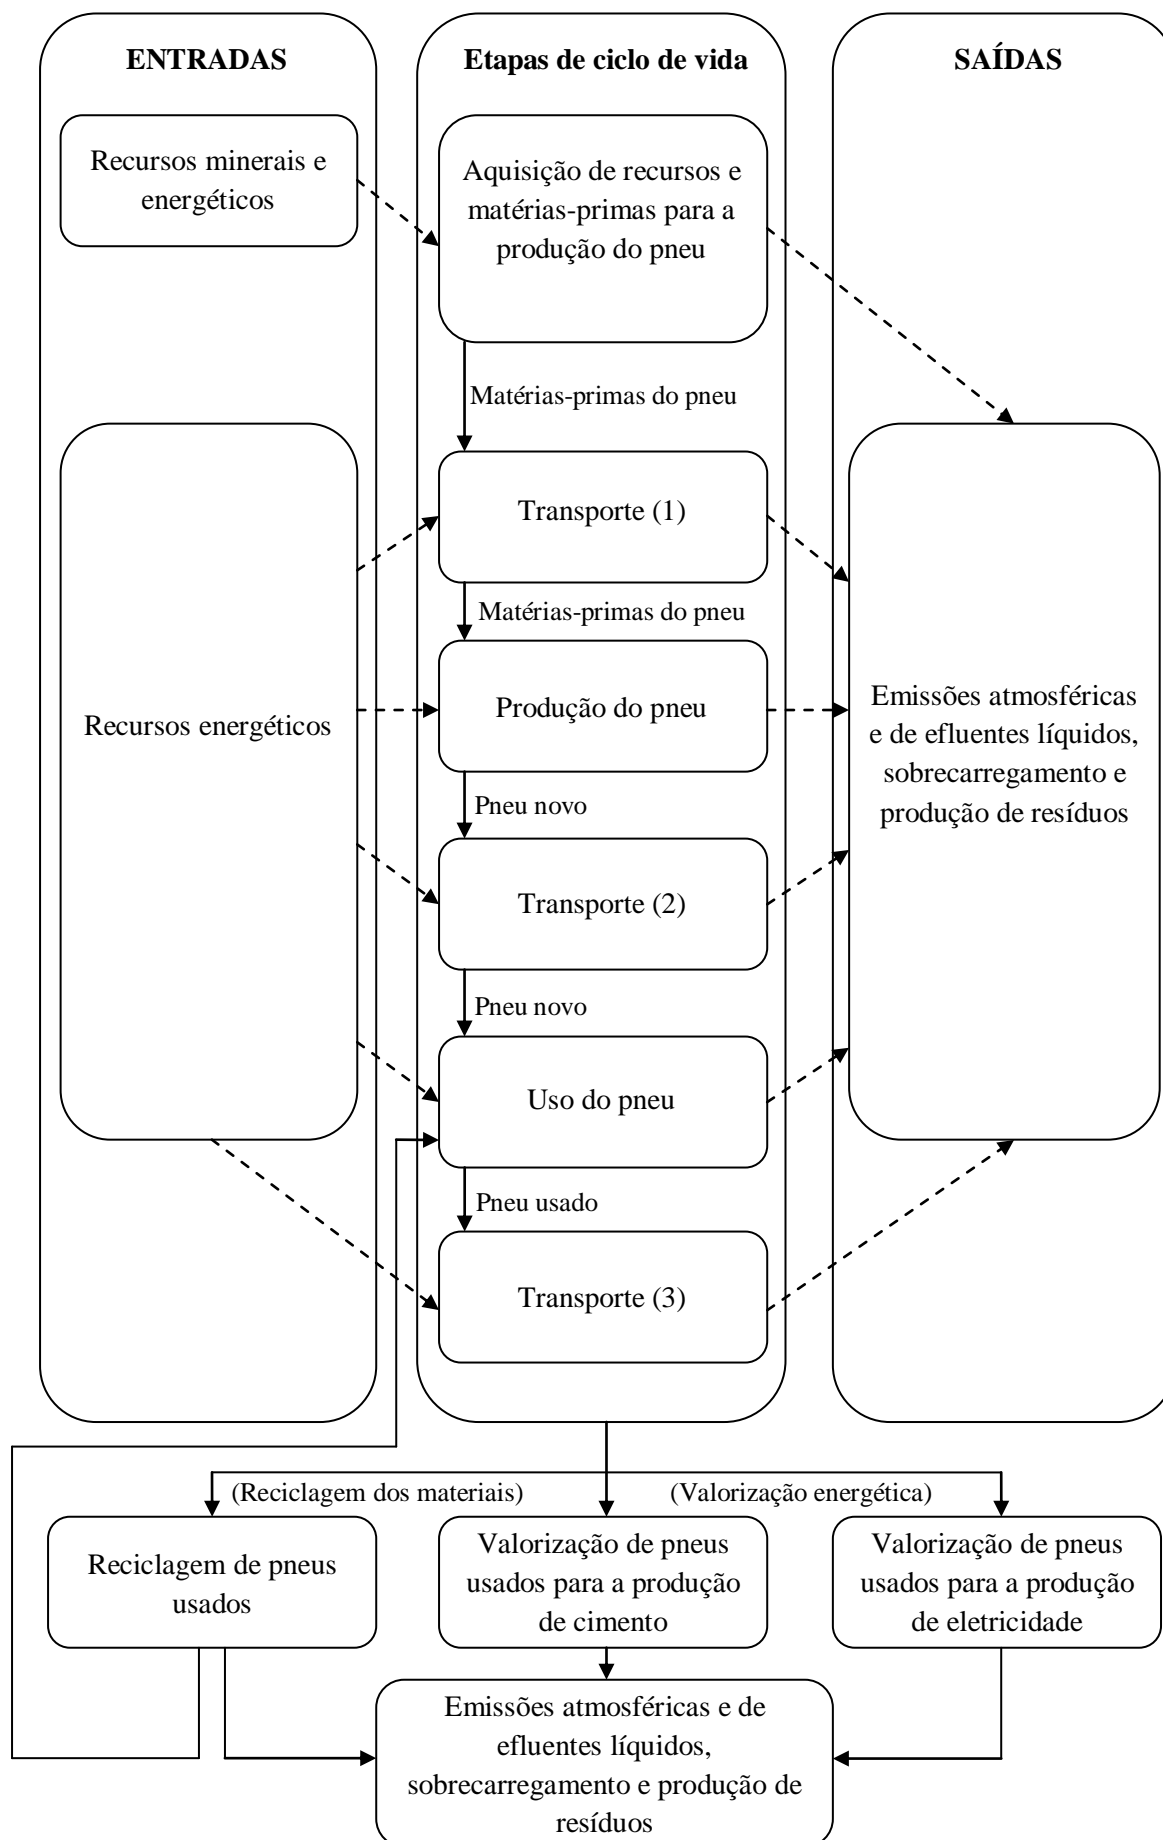 ENTRADAS
Etapas de ciclo de vida
SAÍDAS
Recursos minerais e
energéticos
Aquisição de recursos e
matérias-primas para a
produção do pneu
Matérias-primas do pneu
Transporte (1)
Matérias-primas do pneu
Produção do pneu
Recursos energéticos
Emissões atmosféricas
e de efluentes líquidos,
sobrecarregamento e
produção de resíduos
Pneu novo
Transporte (2)
Pneu novo
Uso do pneu
Pneu usado
Transporte (3)
(Reciclagem dos materiais)
(Valorização energética)
Reciclagem de pneus
usados
Valorização de pneus
usados para a produção
de cimento
Valorização de pneus
usados para a produção
de eletricidade
Emissões atmosféricas e de
efluentes líquidos,
sobrecarregamento e produção de
resíduos